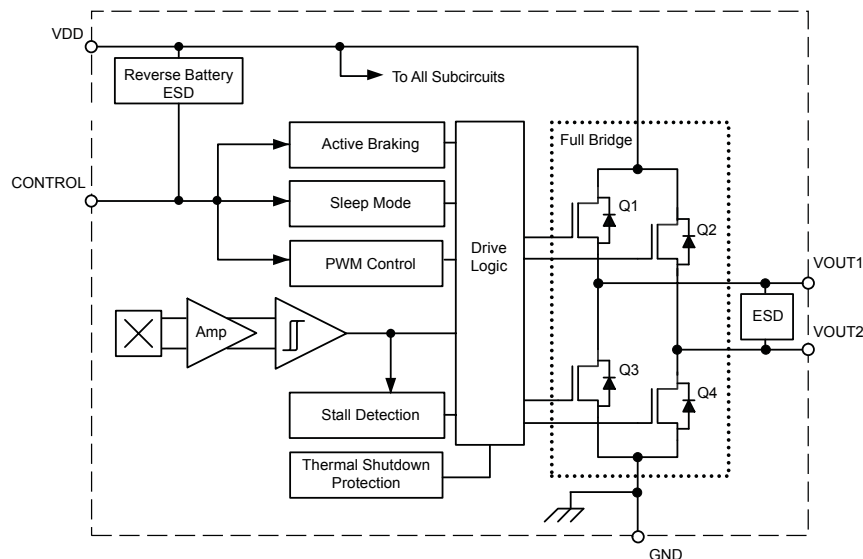 VDD
Reverse Battery
ESD
To All Subcircuits
Active Braking
Full Bridge
CONTROL
Sleep Mode
Q1
Q2
Drive
Logic
PWM Control
VOUT1
Amp
ESD
VOUT2
Q3
Q4
Stall Detection
Thermal Shutdown
Protection
GND